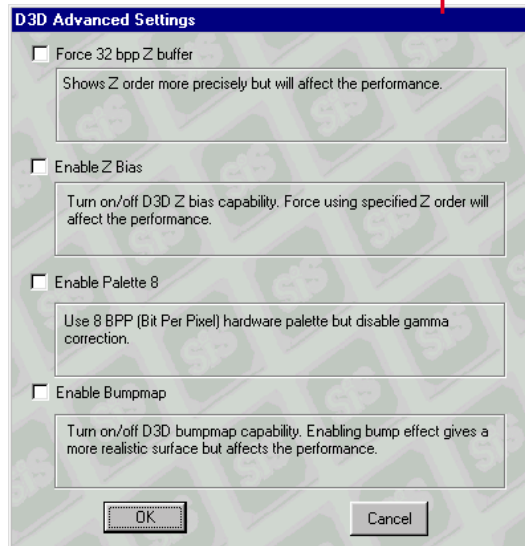 D3D Advanced Settings
Force 32 bpp Z buffer
Shows Z order more precisely but will affect the performance.
Enable Z Bias
Turn on/off D3D Z bias capability. Force using specified Z order will
affect the performance.
Enable Palette 8
Use 8 BPP (Bit Per Pixel) hardware palette but disable gamma
correction.
Enable Bumpmap
Turn on/off D3D bumpmap capability. Enabling bump effect gives a
more realistic surface but affects the performance.
OK
Cancel